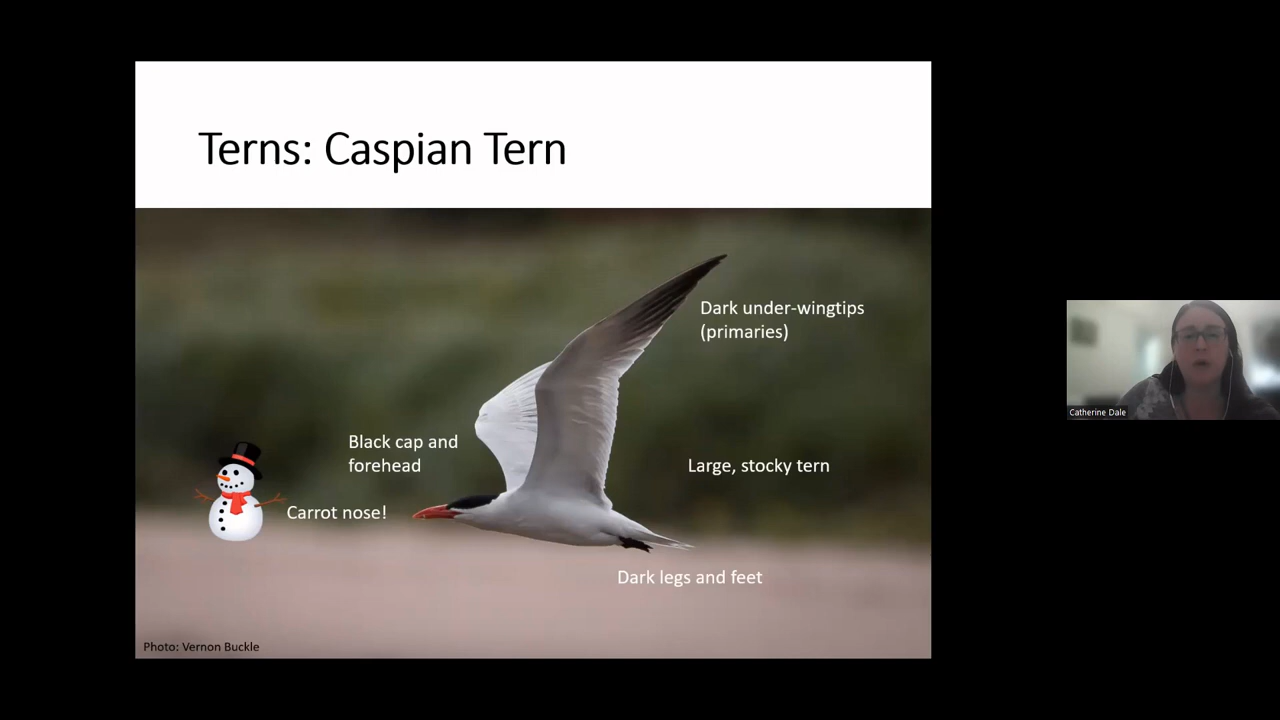 Terns: Caspian Tern
Dark under-wingtips
(primaries)
Black cap and
forehead
Large, stocky tern
Carrot nose!
Dark legs and feet
Photo: Vernon Buckle
Catherine Dale